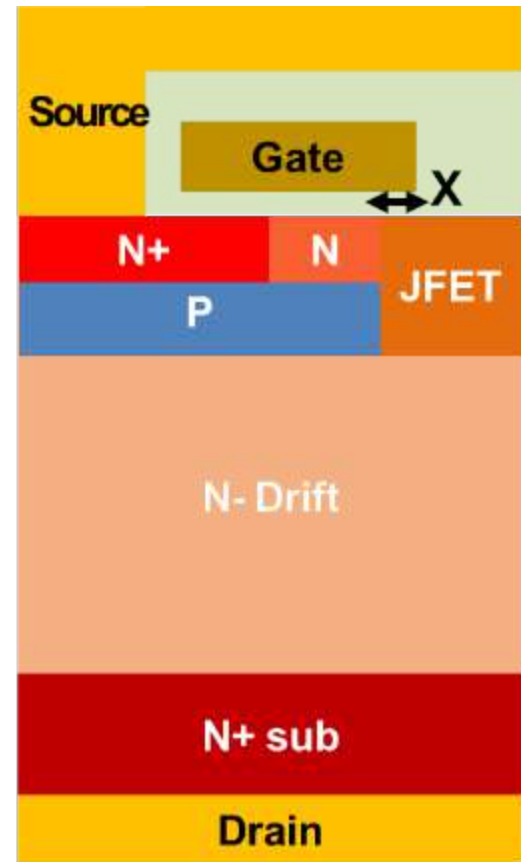 Source
Gate
X
N+
N
JFET
P
N- Drift
N+ sub
Drain